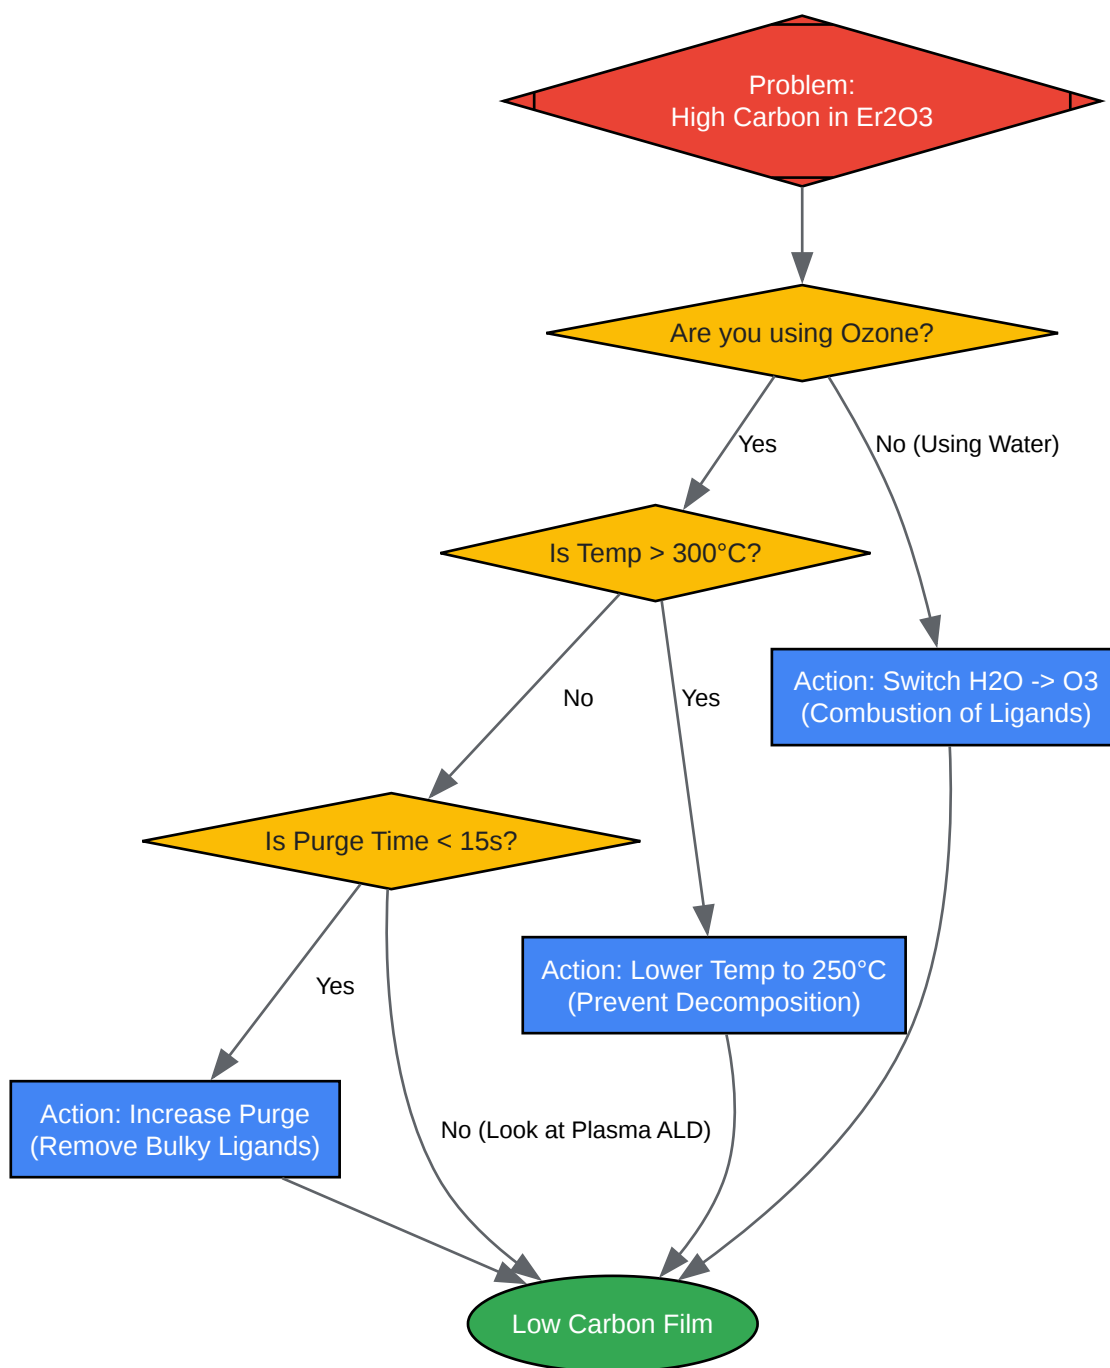 Problem:
High Carbon in Er2O3
Are you using Ozone?
Yes
No (Using Water)
Is Temp > 300°C?
Action: Switch H2O -> O3
(Combustion of Ligands)
No
Yes
Is Purge Time < 15s?
Action: Lower Temp to 250°C
(Prevent Decomposition)
Yes
Action: Increase Purge
(Remove Bulky Ligands)
No (Look at Plasma ALD)
Low Carbon Film